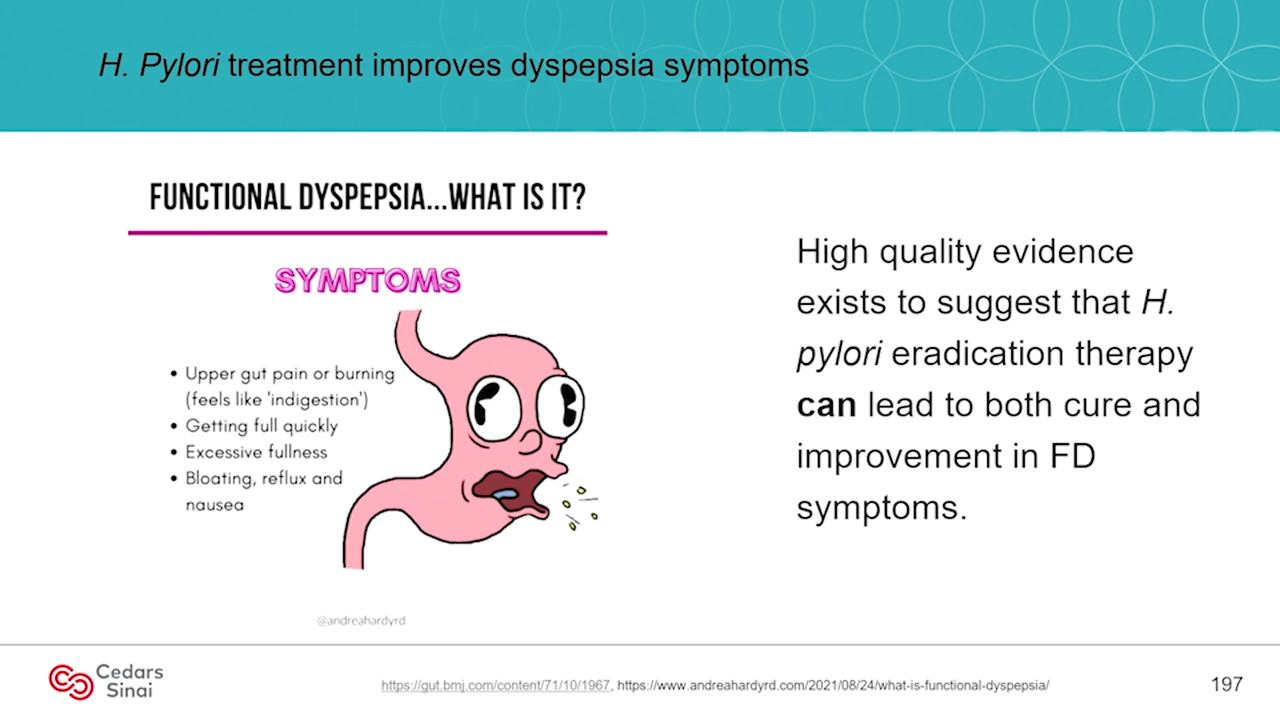 H. Pylori treatment improves dyspepsia symptoms
FUNCTIONAL DYSPEPSIA...WHAT IS IT?
SYMPTOMS
• Upper gut pain or burning
(feels like 'indigestion')
• Getting full quickly
• Excessive fullness
• Bloating, reflux and
nausea
@andreahardyrd
High quality evidence
exists to suggest that H.
pylori eradication therapy
can lead to both cure and
improvement in FD
symptoms.
Cedars
Sinai
https://gut.bmj.com/content/71/10/1967, https://www.andreahardyrd.com/2021/08/24/what-is-functional-dyspepsia/
197